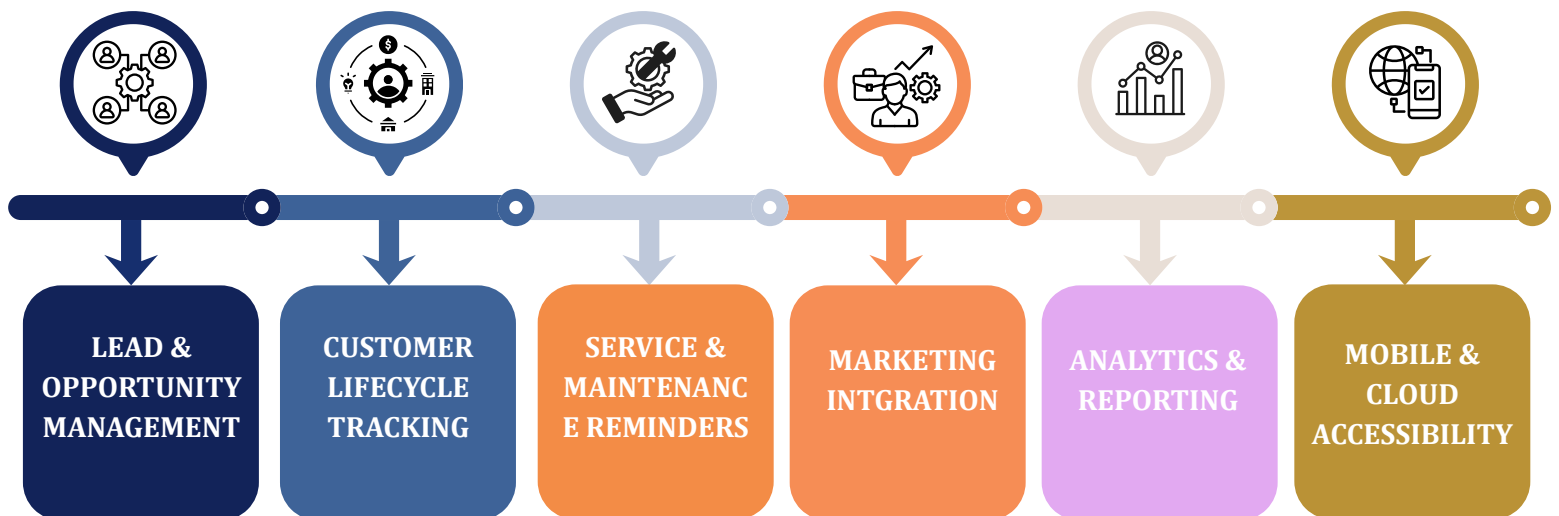 LEAD &
OPPORTUNITY
MANAGEMENT
CUSTOMER
LIFECYCLE
TRACKING
SERVICE &
MAINTENANC
E REMINDERS
MARKETING
INTGRATION
ANALYTICS &
REPORTING
MOBILE &
CLOUD
ACCESSIBILITY